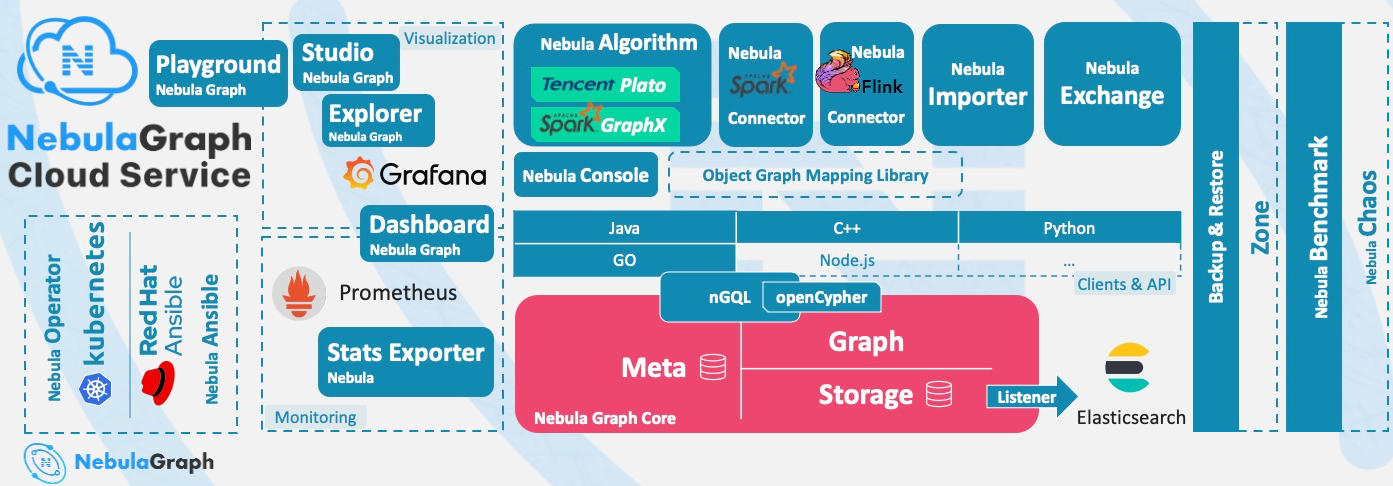 NebulaGraph
Cloud Service
Playground
Nebula Graph
Visualization
Studio
Nebula Graph
Explorer
Nebula Graph
Grafana
Dashboard
Nebula Graph
Prometheus
Stats Exporter
Nebula
Monitoring
Nebula Operator
kubernetes
Red Hat
Ansible
Nebula Ansible
NebulaGraph
Nebula Algorithm
Tencent Plato
APACHE
Spark GraphX
Nebula
APACHE
Spark
Connector
Nebula
Flink
Connector
Nebula
Importer
Nebula
Exchange
Nebula Console
Object Graph Mapping Library
Java
C++
Python
GO
Node.js
...
Clients & API
nGQL
openCypher
Meta
Graph
Storage
Nebula Graph Core
Listener
Elasticsearch
Backup & Restore
Zone
Nebula Benchmark
Nebula Chaos